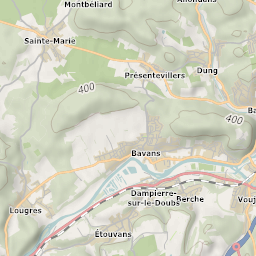 Montbéliard
Sainte-Marie
Présentevillers
Dung
400
400
Bavans
Dampierre-
sur-le-Doubs
Berche
Lougres
Étouvans